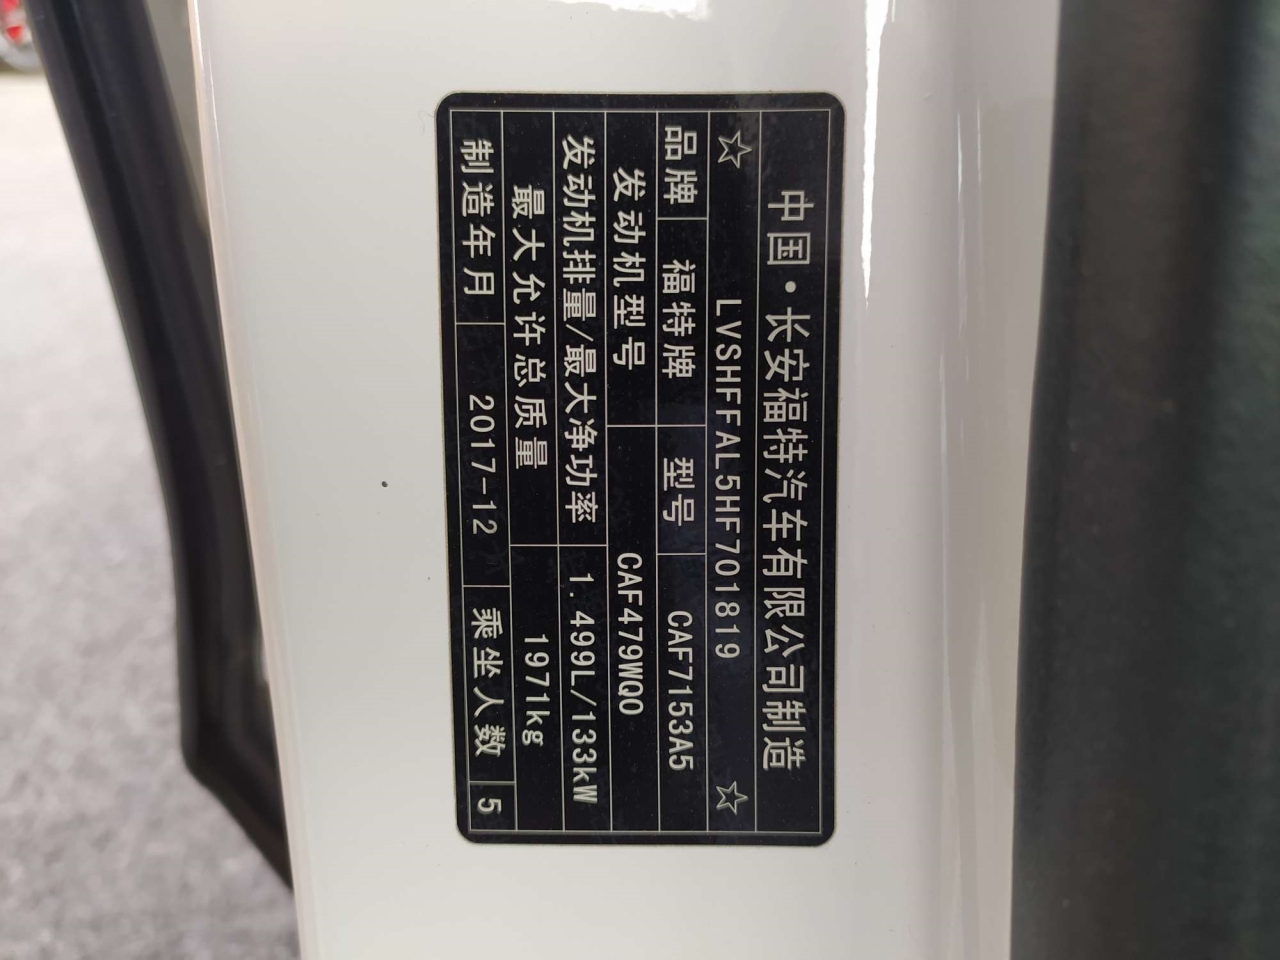 中国·长安福特汽车有限公司制造
☆ LVSHFFAL5HF701819 ☆
品牌 福特牌 型号 CAF7153A5
发动机型号 CAF479WQ0
发动机排量/最大净功率 1.499L/133kW
最大允许总质量 1971kg
制造年月 2017-12 乘坐人数 5